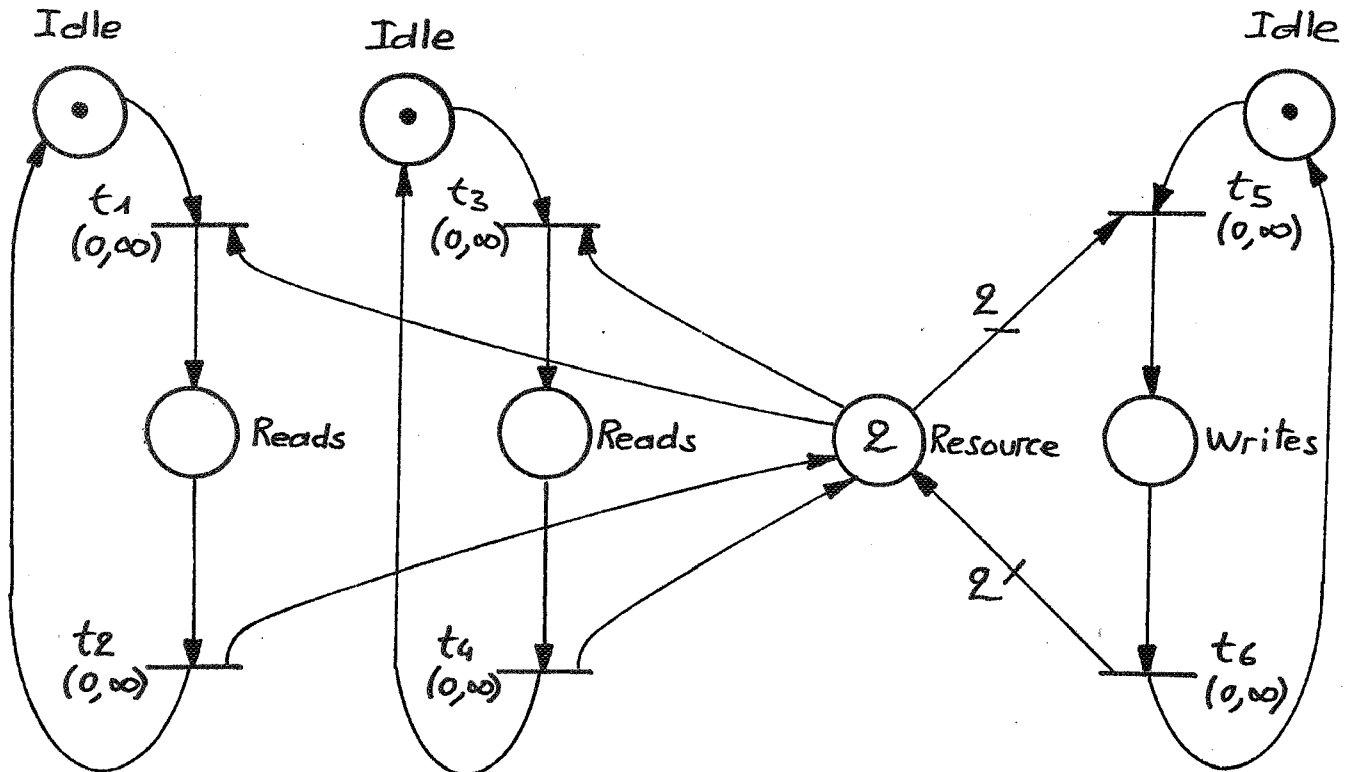 Idle
Idle
Idle
t1
(0,∞)
t3
(0,∞)
t5
(0,∞)
2
Reads
Reads
2
Resource
Writes
2
t2
(0,∞)
t4
(0,∞)
t6
(0,∞)